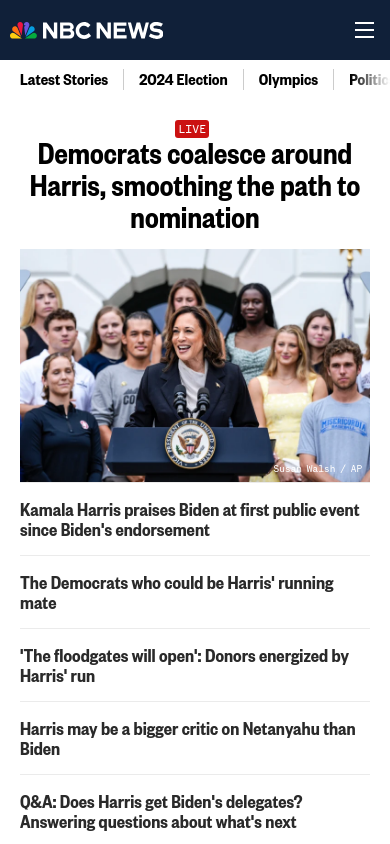 NBC NEWS
Latest Stories
2024 Election
Olympics
Politic
LIVE
Democrats coalesce around
Harris, smoothing the path to
nomination
Susan Walsh / AP
Kamala Harris praises Biden at first public event
since Biden's endorsement
The Democrats who could be Harris' running
mate
'The floodgates will open': Donors energized by
Harris' run
Harris may be a bigger critic on Netanyahu than
Biden
Q&A: Does Harris get Biden's delegates?
Answering questions about what's next